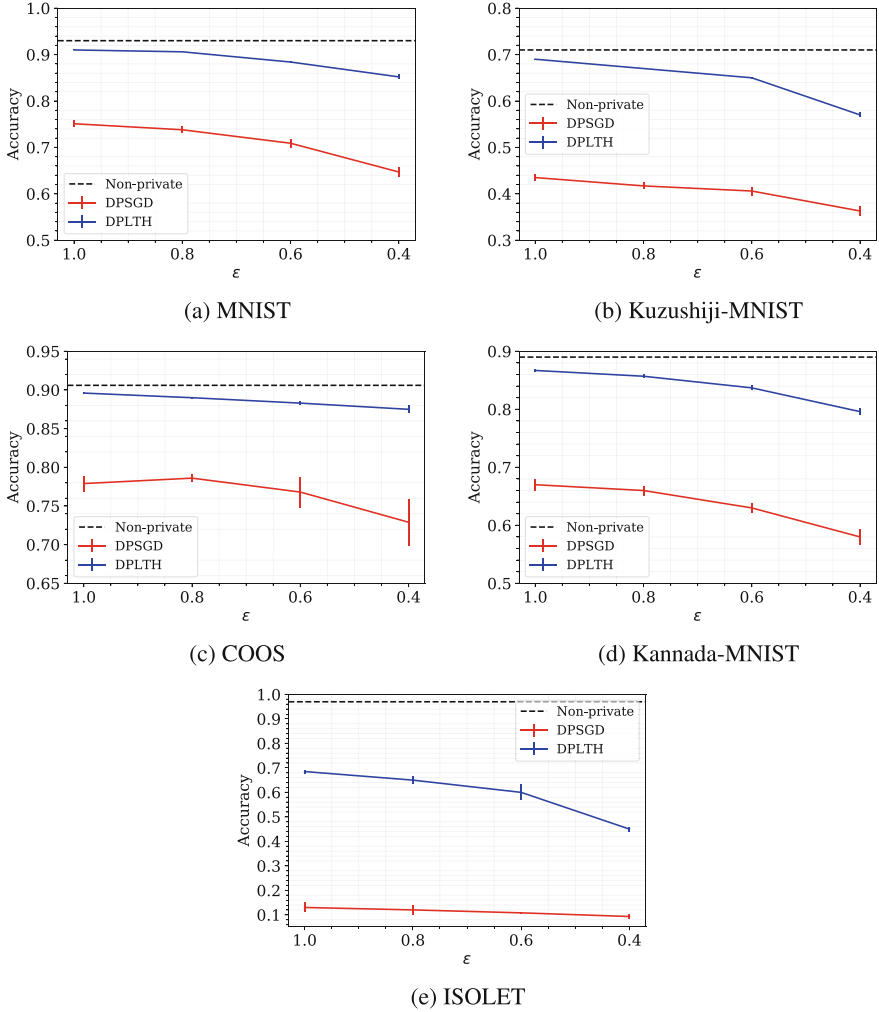 1.0
0.9
0.8
0.7
0.6
0.5
Accuracy
Non-private
DPSGD
DPLTH
1.0 0.8 0.6 0.4
ε
(a) MNIST
0.8
0.7
0.6
0.5
0.4
0.3
Accuracy
Non-private
DPSGD
DPLTH
1.0 0.8 0.6 0.4
ε
(b) Kuzushiji-MNIST
0.95
0.90
0.85
0.80
0.75
0.70
0.65
Accuracy
Non-private
DPSGD
DPLTH
1.0 0.8 0.6 0.4
ε
(c) COOS
0.9
0.8
0.7
0.6
0.5
Accuracy
Non-private
DPSGD
DPLTH
1.0 0.8 0.6 0.4
ε
(d) Kannada-MNIST
1.0
0.9
0.8
0.7
0.6
0.5
0.4
0.3
0.2
0.1
Accuracy
Non-private
DPSGD
DPLTH
1.0 0.8 0.6 0.4
ε
(e) ISOLET